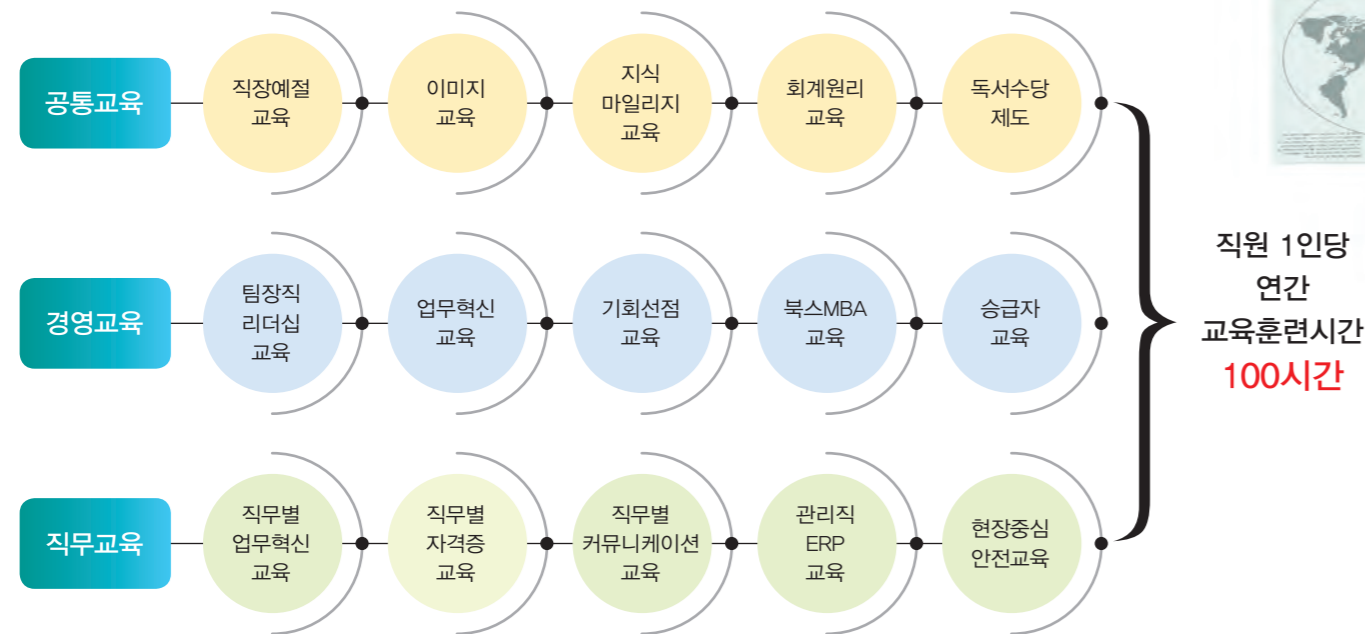 공통교육
직장예절
교육
이미지
교육
지식
마일리지
교육
회계원리
교육
독서수당
제도
경영교육
팀장직
리더십
교육
업무혁신
교육
기회선점
교육
북스MBA
교육
승급자
교육
직무교육
직무별
업무혁신
교육
직무별
자격증
교육
직무별
커뮤니케이션
교육
관리직
ERP
교육
현장중심
안전교육
직원 1인당
연간
교육훈련시간
100시간